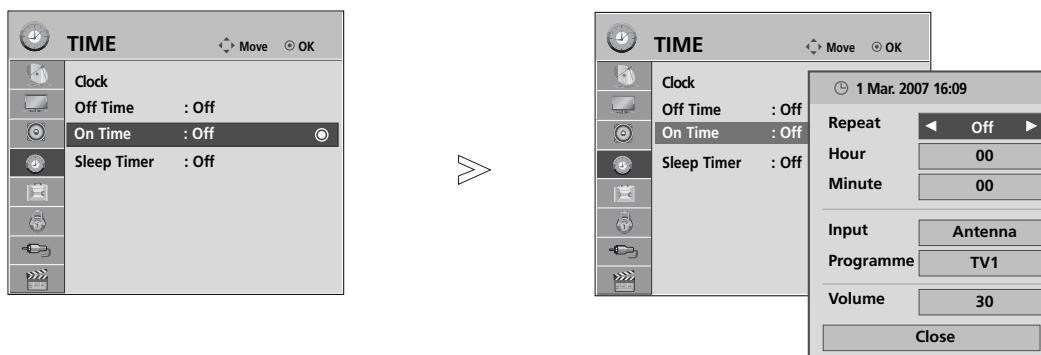 TIME Move OK
Clock
Off Time : Off
On Time : Off
Sleep Timer : Off
TIME Move OK
Clock
Off Time : Off
On Time : Off
Sleep Timer : Off
1 Mar. 2007 16:09
Repeat ◀ Off ▶
Hour 00
Minute 00
Input Antenna
Programme TV1
Volume 30
Close